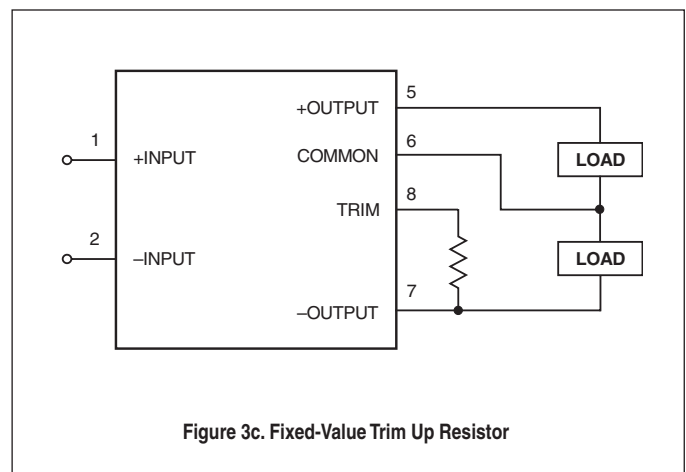 5
+OUTPUT
6
1
+INPUT
COMMON
LOAD
8
TRIM
2
–INPUT
LOAD
7
–OUTPUT
Figure 3c. Fixed-Value Trim Up Resistor